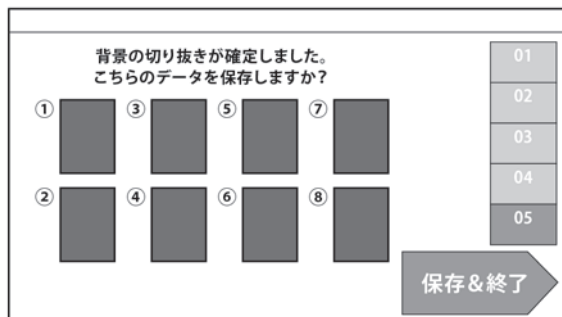 背景の切り抜きが確定しました。
こちらのデータを保存しますか?
① ③ ⑤ ⑦
② ④ ⑥ ⑧
01
02
03
04
05
保存&終了